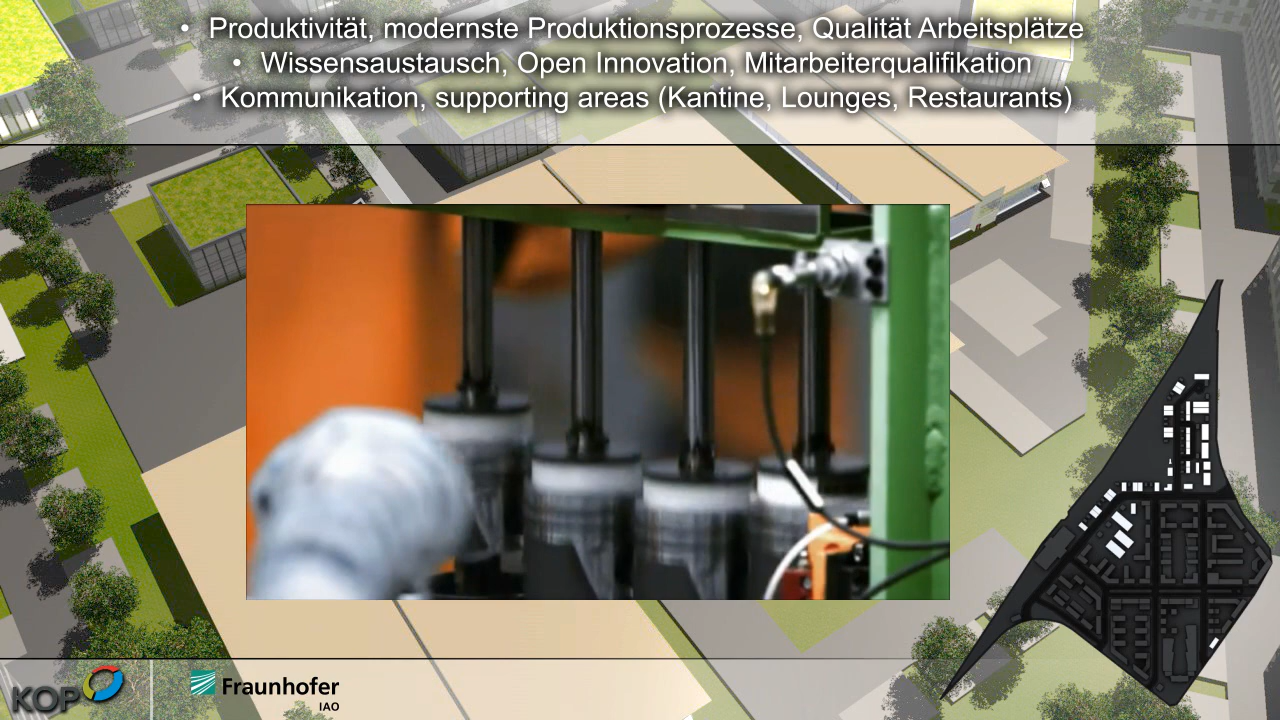 • Produktivität, modernste Produktionsprozesse, Qualität Arbeitsplätze
• Wissensaustausch, Open Innovation, Mitarbeiterqualifikation
• Kommunikation, supporting areas (Kantine, Lounges, Restaurants)
KOP
Fraunhofer
IAO